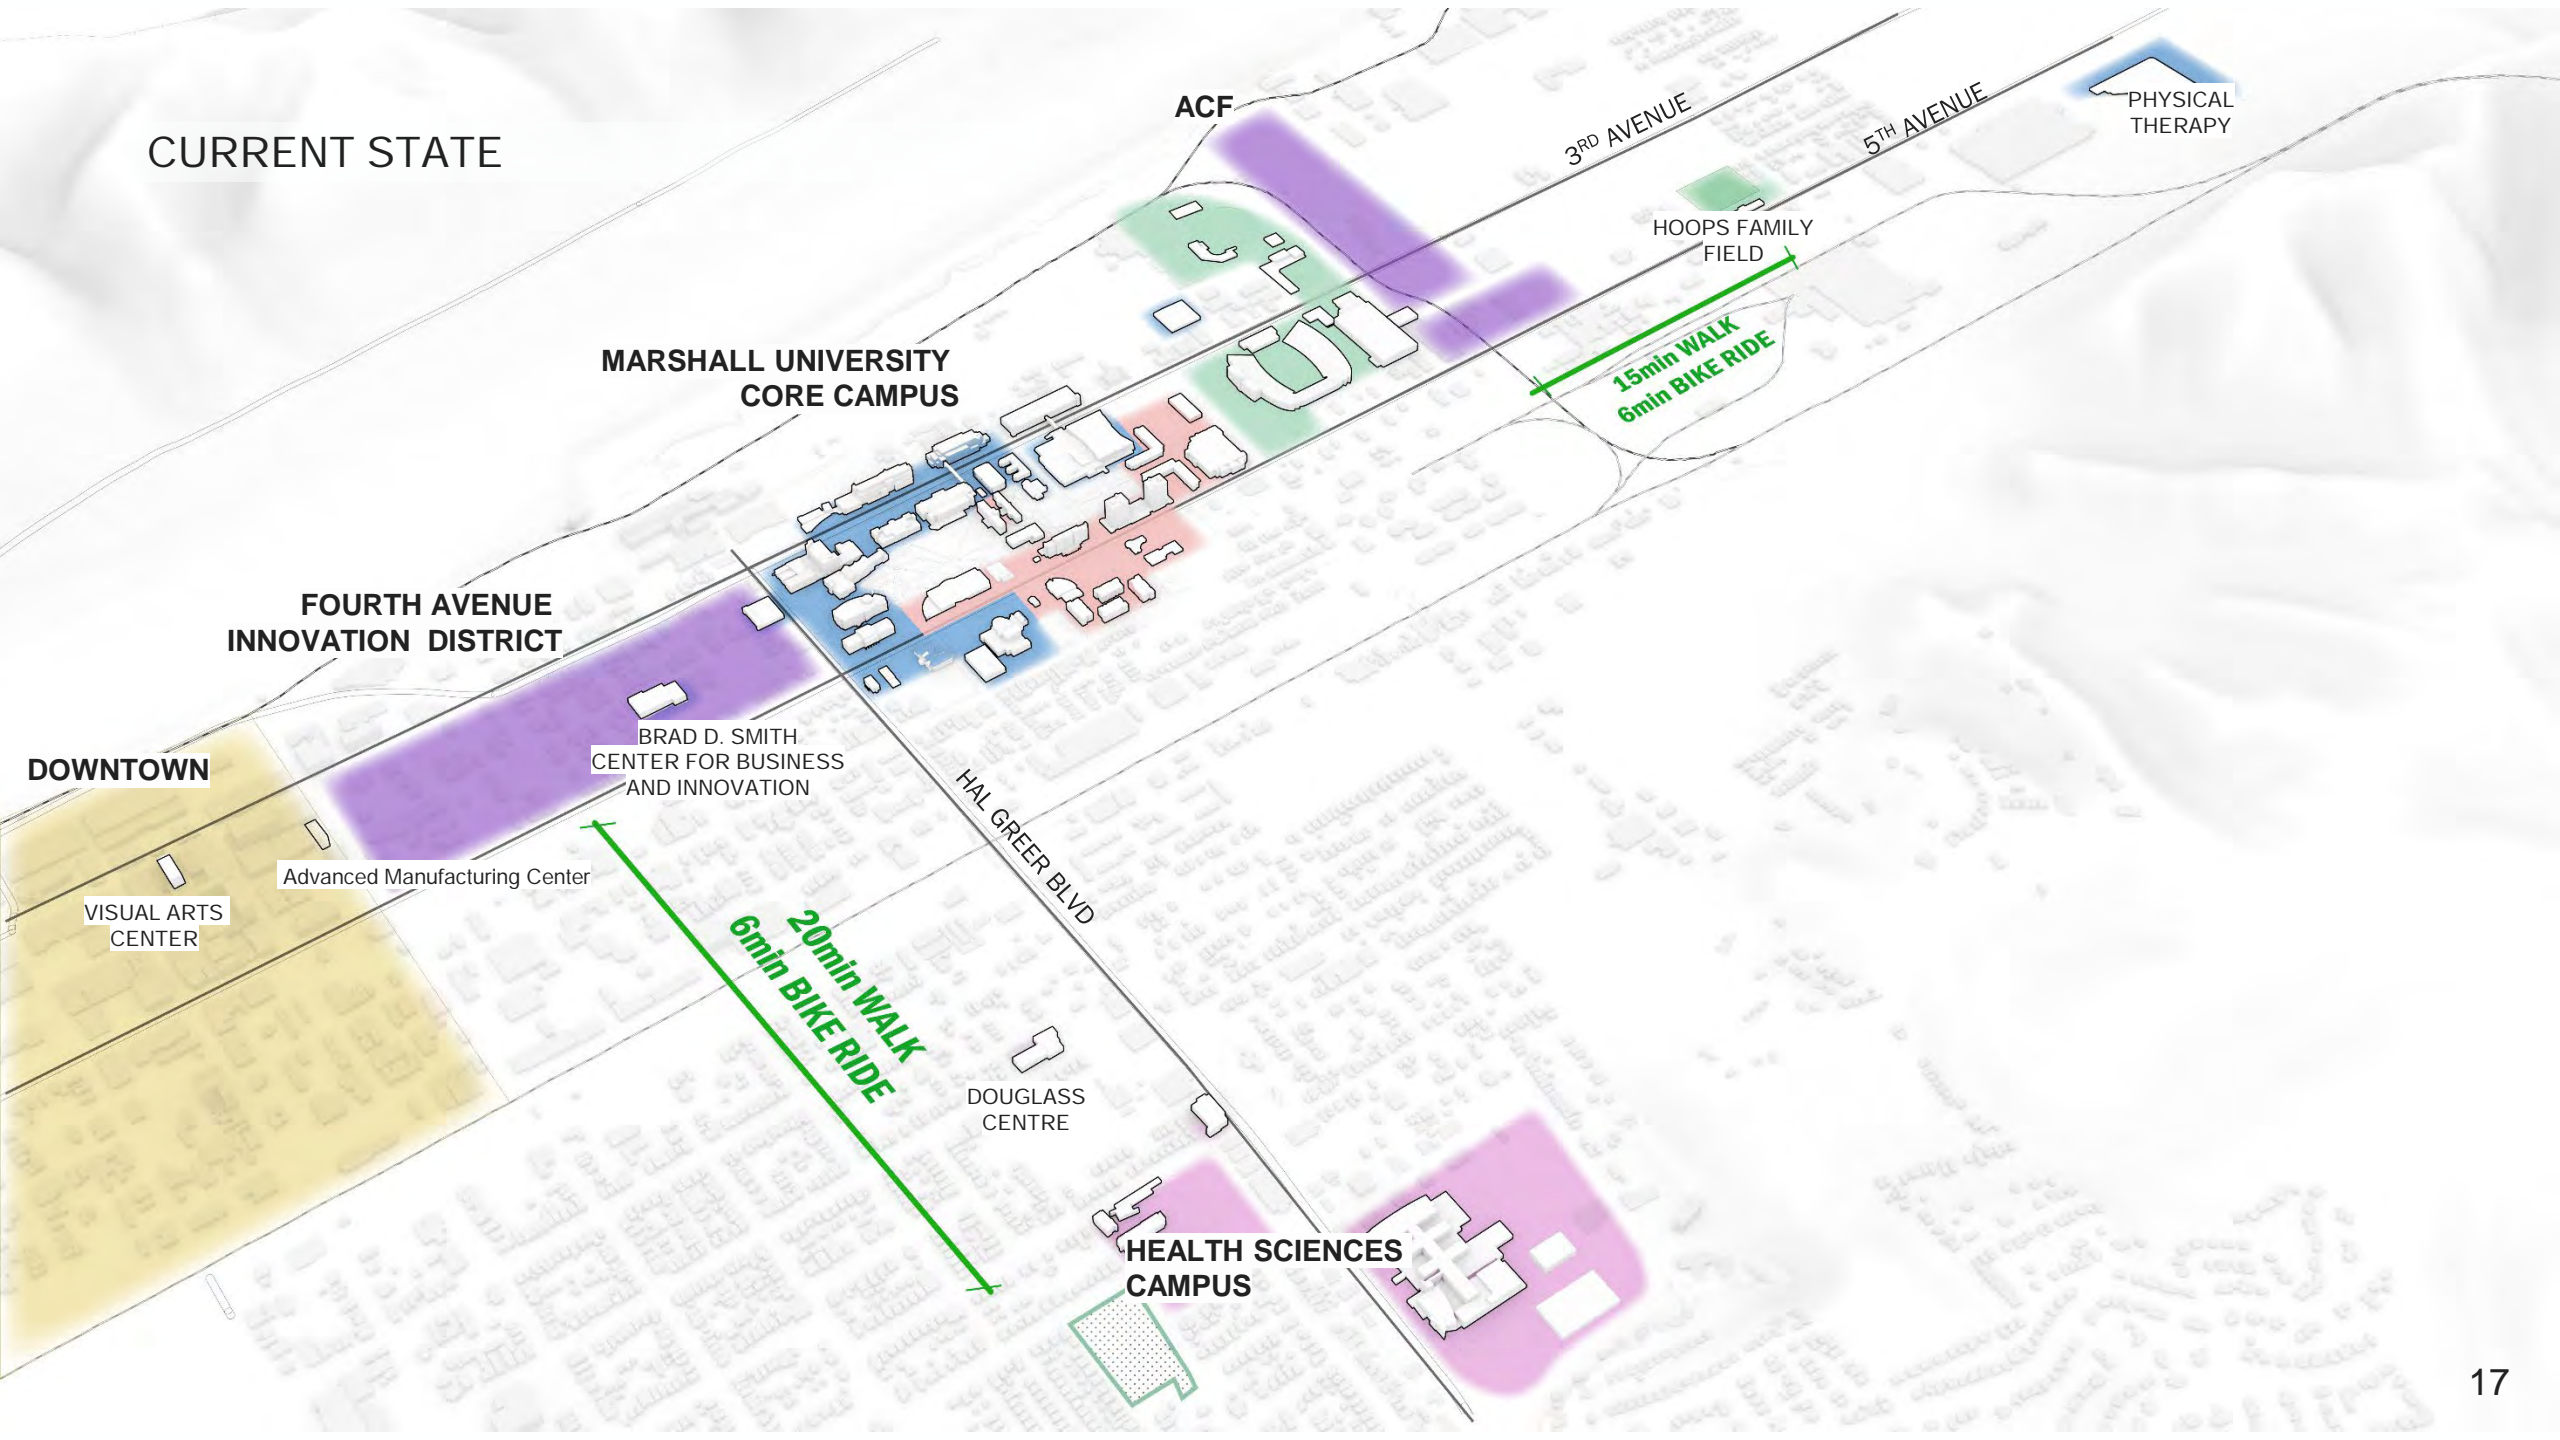 CURRENT STATE
ACF
3RD AVENUE
5TH AVENUE
PHYSICAL
THERAPY
HOOPS FAMILY
FIELD
15min WALK
6min BIKE RIDE
MARSHALL UNIVERSITY
CORE CAMPUS
FOURTH AVENUE
INNOVATION DISTRICT
BRAD D. SMITH
CENTER FOR BUSINESS
AND INNOVATION
DOWNTOWN
HAL GREER BLVD
Advanced Manufacturing Center
VISUAL ARTS
CENTER
20min WALK
6min BIKE RIDE
DOUGLASS
CENTRE
HEALTH SCIENCES
CAMPUS
17